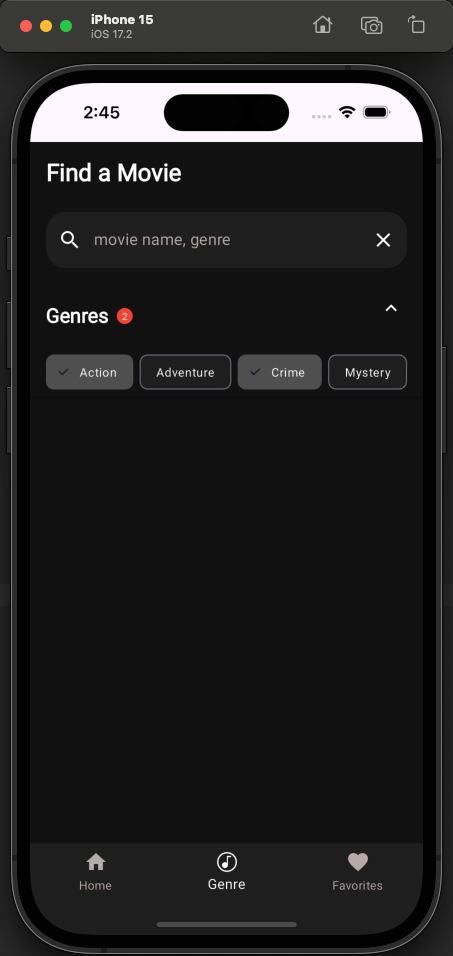 iPhone 15
iOS 17.2
2:45
Find a Movie
movie name, genre
Genres 2
Action Adventure Crime Mystery
Home Genre Favorites